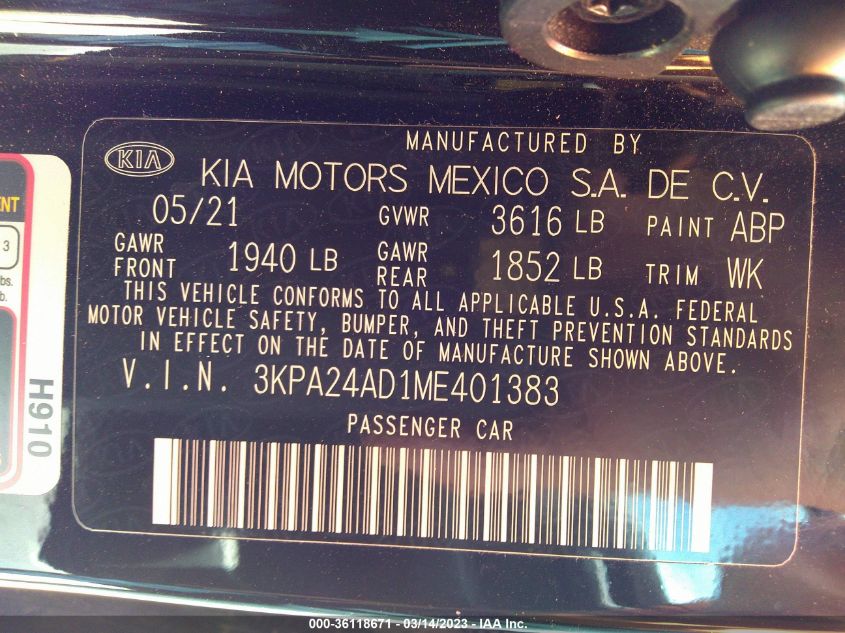 MANUFACTURED BY
KIA
KIA MOTORS MEXICO S.A. DE C.V.
05/21 GVWR 3616 LB PAINT ABP
GAWR FRONT 1940 LB GAWR REAR 1852 LB TRIM WK
THIS VEHICLE CONFORMS TO ALL APPLICABLE U.S.A. FEDERAL
MOTOR VEHICLE SAFETY, BUMPER, AND THEFT PREVENTION STANDARDS
IN EFFECT ON THE DATE OF MANUFACTURE SHOWN ABOVE.
V.I.N. 3KPA24AD1ME401383
PASSENGER CAR
ENT
3
bs.
b.
H910
000-36118671 - 03/14/2023 - IAA Inc.